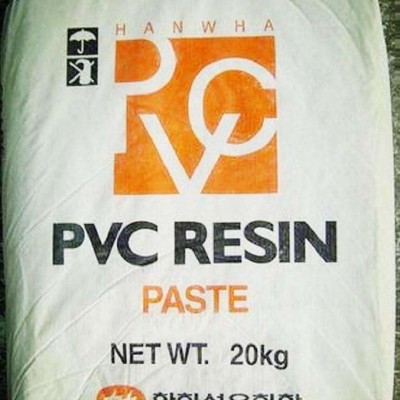 HANWHA
PVC
PVC RESIN
PASTE
NET WT. 20kg